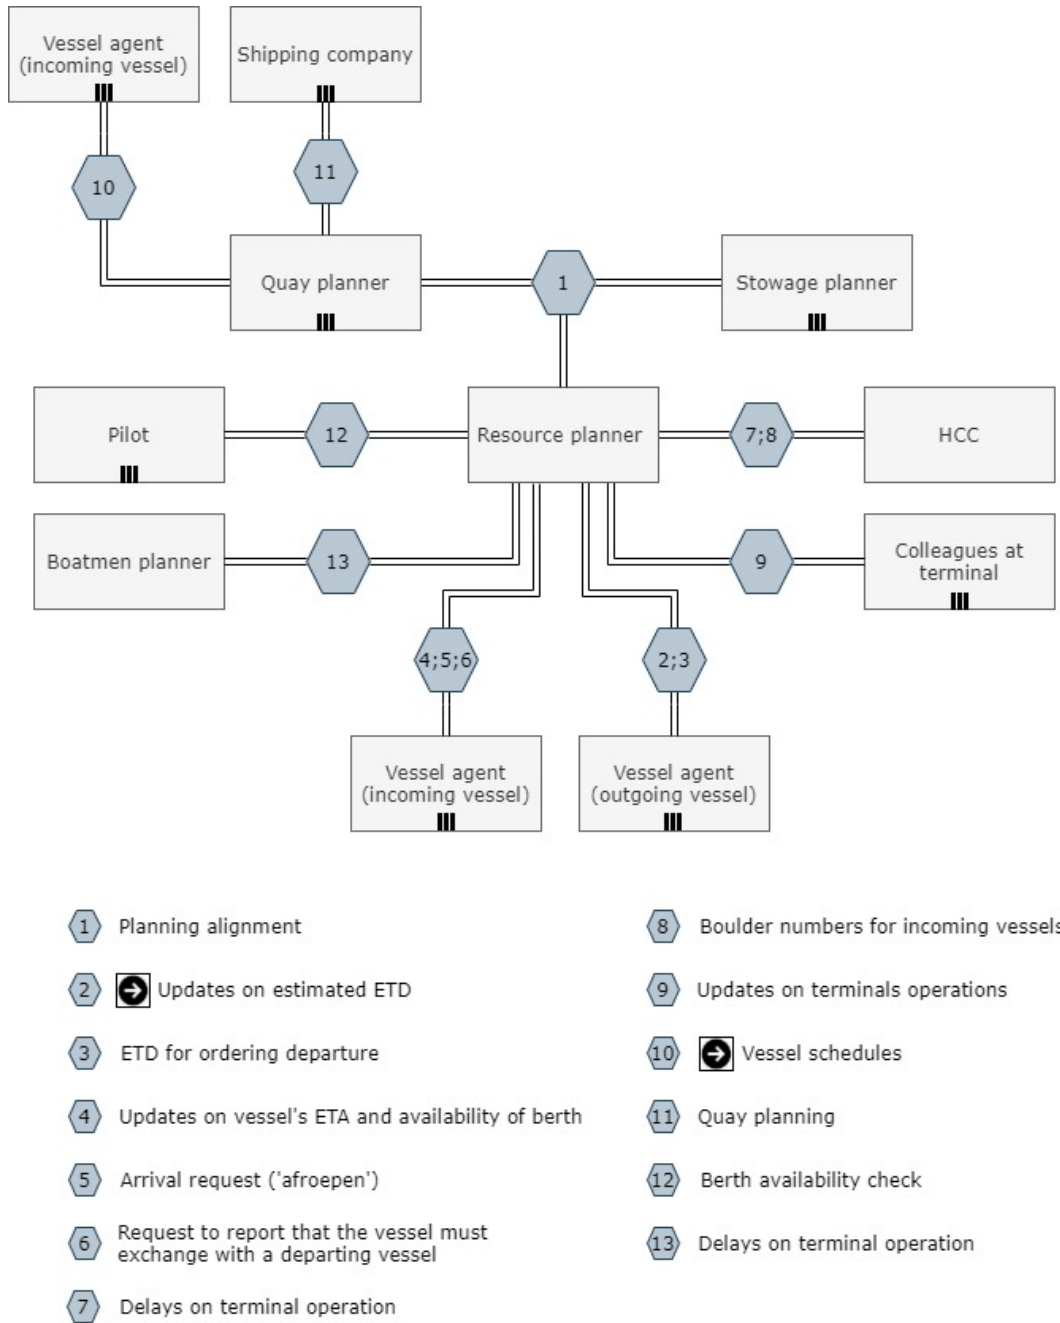 Vessel agent
(incoming vessel)
Shipping company
10
11
Quay planner
1
Stowage planner
Pilot
12
Resource planner
7;8
HCC
Boatmen planner
13
9
Colleagues at
terminal
4;5;6
2;3
Vessel agent
(incoming vessel)
Vessel agent
(outgoing vessel)
1 Planning alignment
2 Updates on estimated ETD
3 ETD for ordering departure
4 Updates on vessel's ETA and availability of berth
5 Arrival request ('afroepen')
6 Request to report that the vessel must
exchange with a departing vessel
7 Delays on terminal operation
8 Boulder numbers for incoming vessels
9 Updates on terminals operations
10 Vessel schedules
11 Quay planning
12 Berth availability check
13 Delays on terminal operation